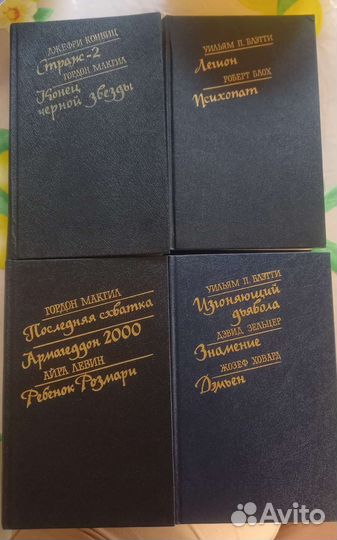 ДЖЕФРИ КОНВИЦ
Страж-2
ГОРДОН МАКГИЛ
Конец
черной звезды
УИЛЬЯМ П. БЛЭТТИ
Легион
РОБЕРТ БЛОХ
Психопат
ГОРДОН МАКГИЛ
Последняя схватка
Армагеддон 2000
АЙРА ЛЕВИН
Ребенок Розмари
УИЛЬЯМ П. БЛЭТТИ
Изгоняющий
дьявола
ДЭВИД ЗЕЛЬЦЕР
Знамение
ЖОЗЕФ ХОВАРД
Дэмьен
Avito